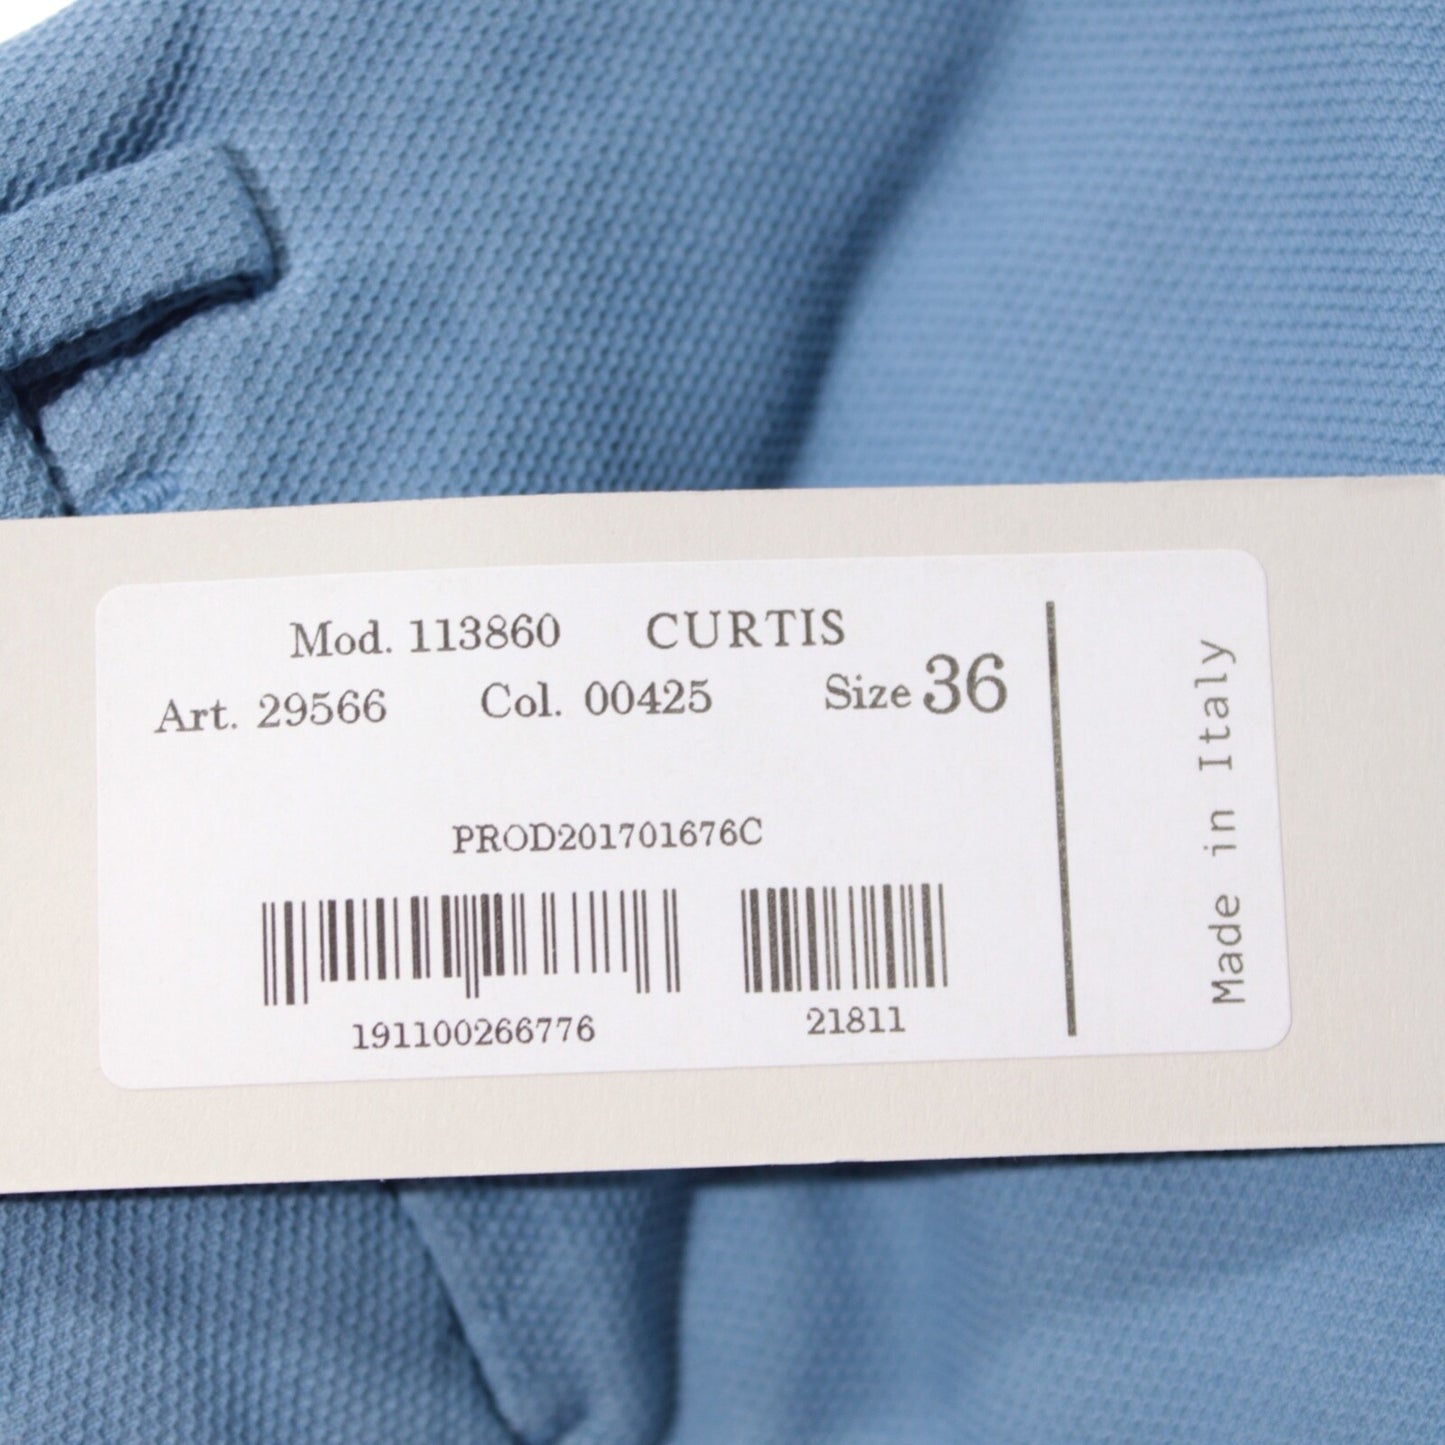 Mod. 113860 CURTIS
Art. 29566 Col. 00425 Size 36
PROD201701676C
191100266776 21811
Made in Italy